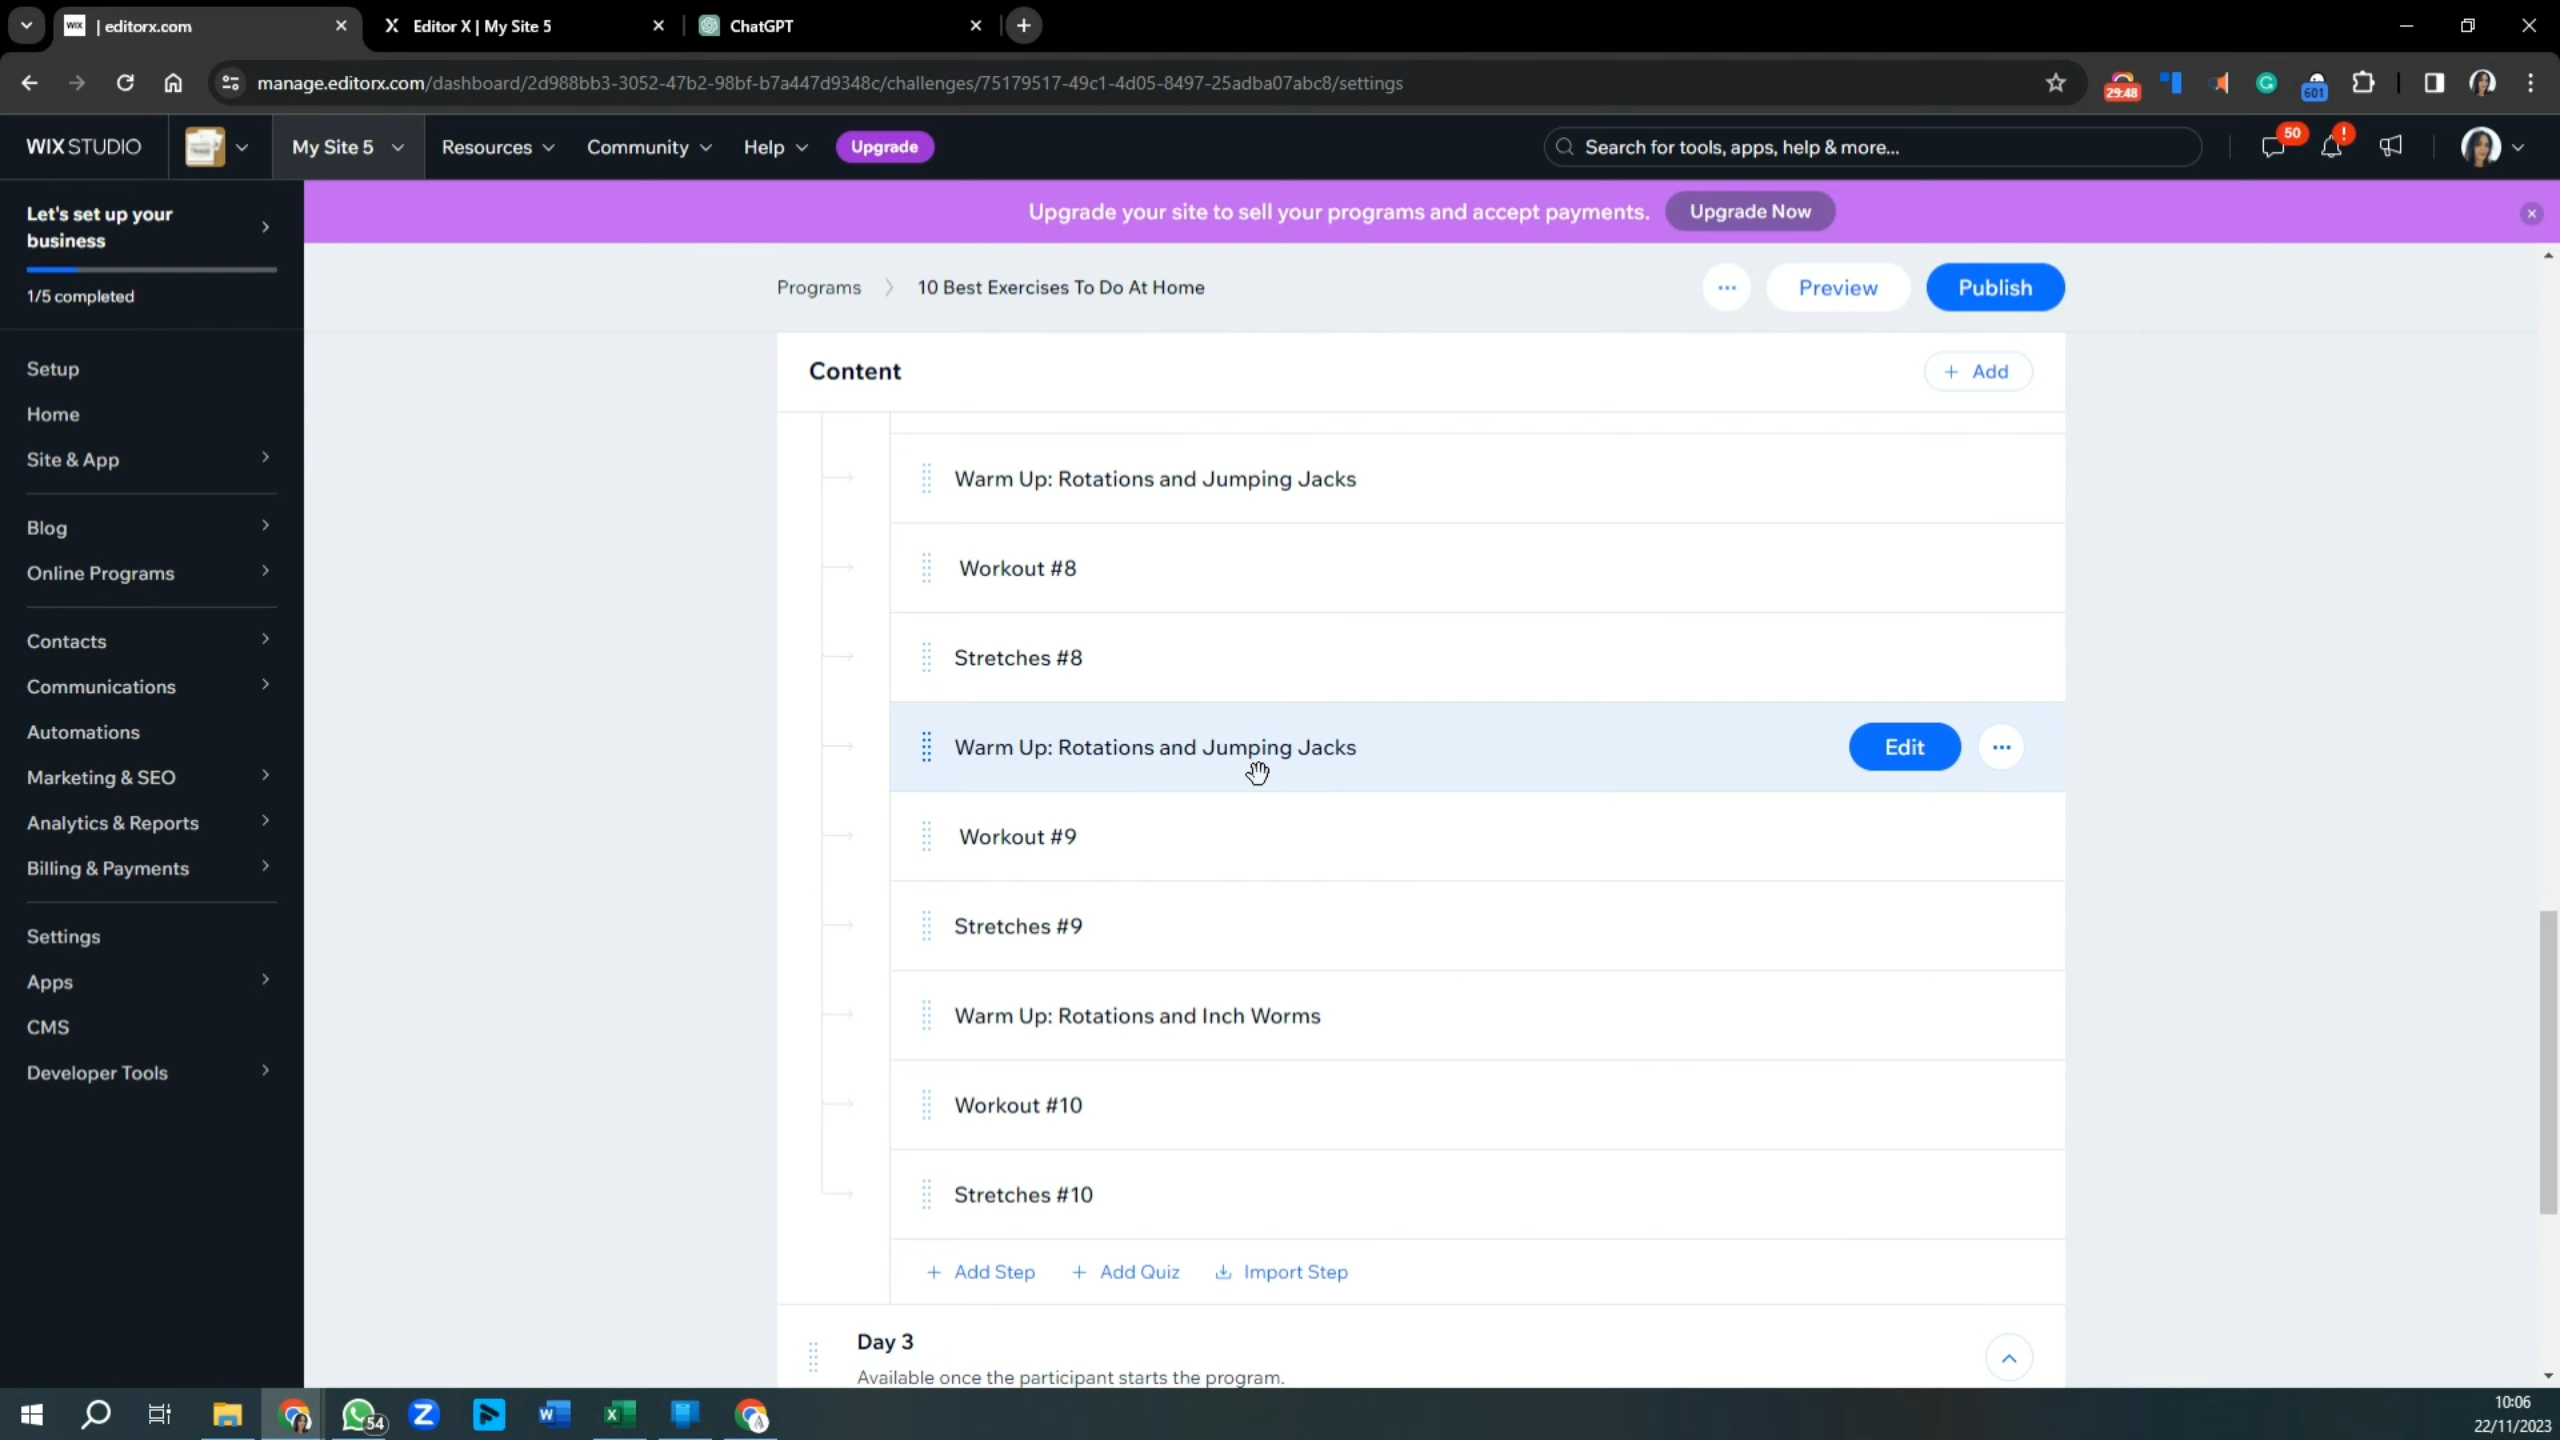 | editorx.com
Editor X | My Site 5
ChatGPT
manage.editorx.com/dashboard/2d988bb3-3052-47b2-98bf-b7a447d9348c/challenges/75179517-49c1-4d05-8497-25adba07abc8/settings
29:48
601
WIX STUDIO
My Site 5
Resources
Community
Help
Upgrade
Search for tools, apps, help & more...
50
Let's set up your
business
1/5 completed
Upgrade your site to sell your programs and accept payments.
Upgrade Now
Programs
10 Best Exercises To Do At Home
Preview
Publish
Setup
Home
Site & App
Blog
Online Programs
Contacts
Communications
Automations
Marketing & SEO
Analytics & Reports
Billing & Payments
Settings
Apps
CMS
Developer Tools
Content
+ Add
Warm Up: Rotations and Jumping Jacks
Workout #8
Stretches #8
Warm Up: Rotations and Jumping Jacks
Edit
Workout #9
Stretches #9
Warm Up: Rotations and Inch Worms
Workout #10
Stretches #10
+ Add Step
+ Add Quiz
Import Step
Day 3
Available once the participant starts the program.
54
10:06
22/11/2023